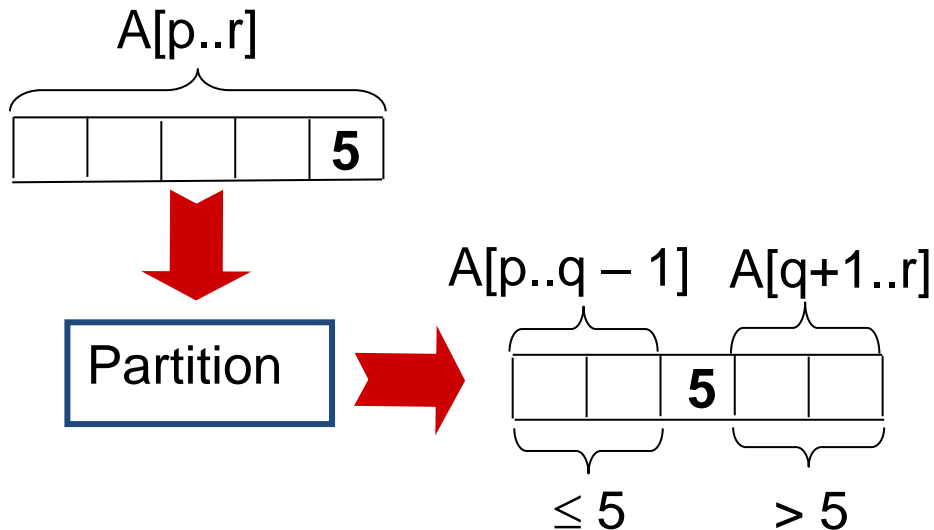 A[p..r]
5
Partition
A[p..q – 1] A[q+1..r]
5
≤ 5 > 5